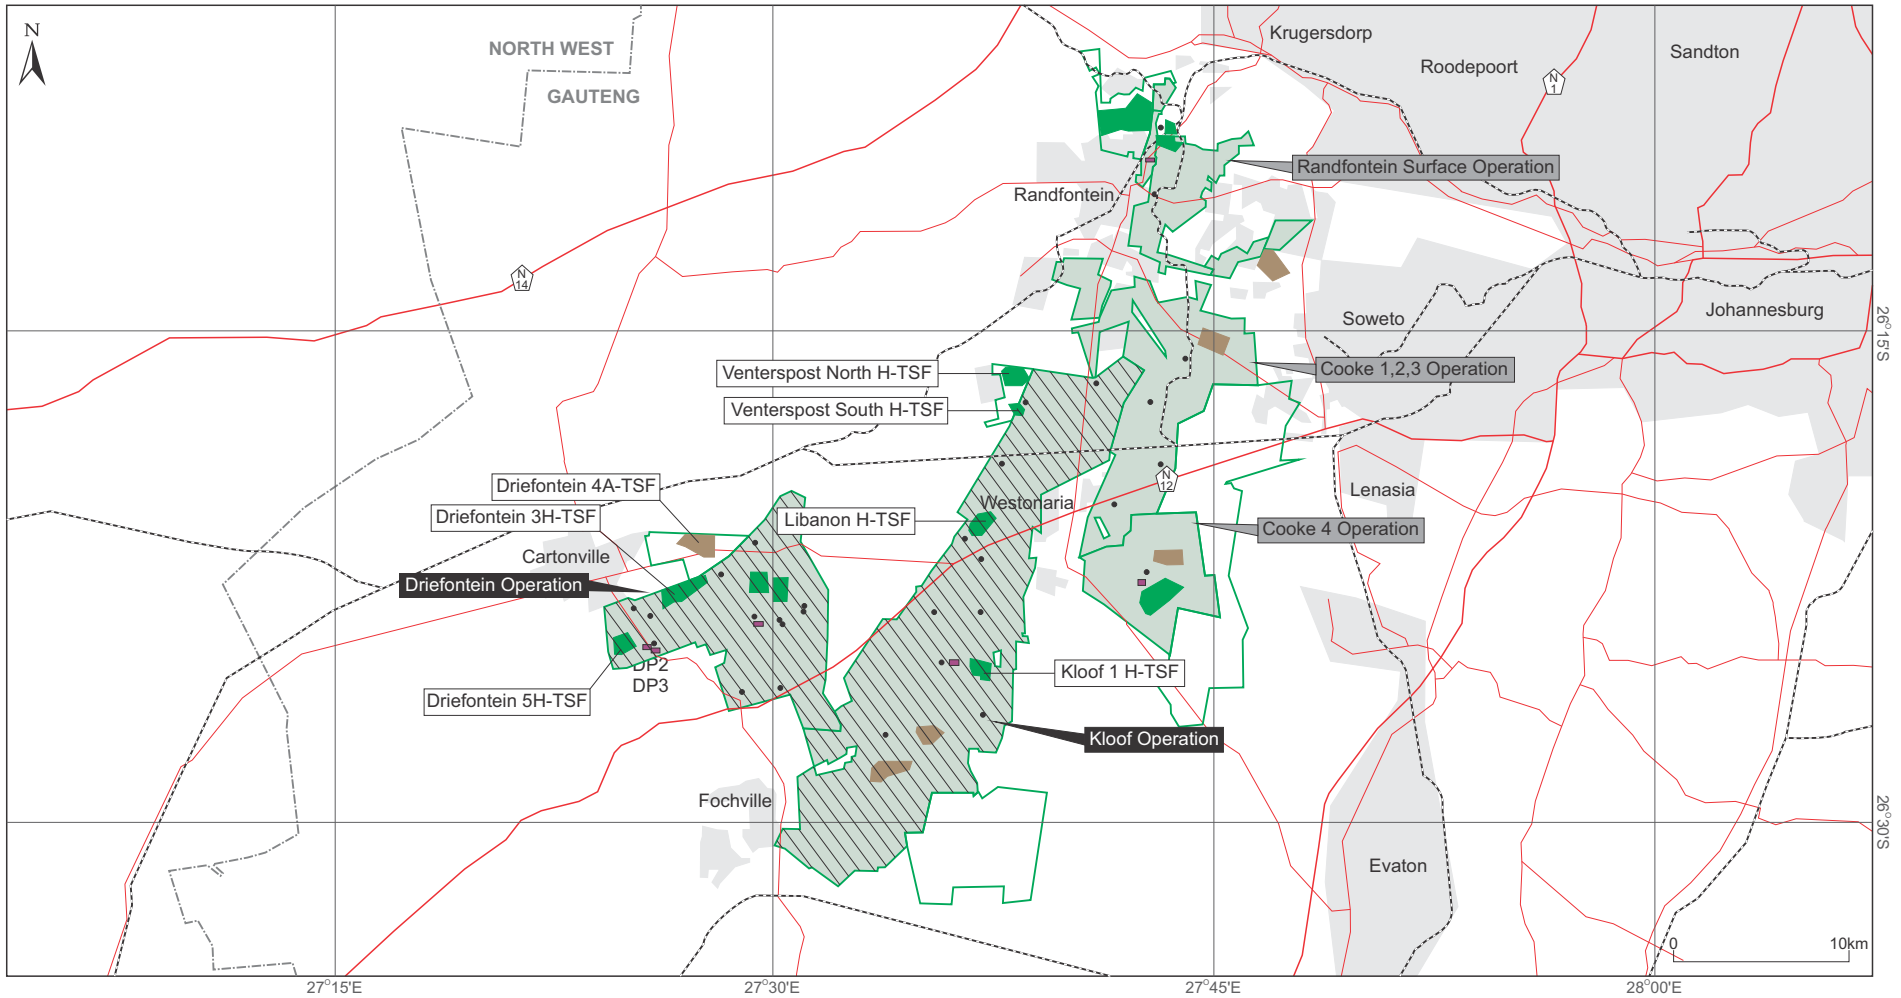 N
NORTH WEST
GAUTENG
Krugersdorp
Roodepoort
Sandton
N
1
Randfontein Surface Operation
Randfontein
N
14
Soweto
Johannesburg
26°15'S
Venterspost North H-TSF
Cooke 1,2,3 Operation
Venterspost South H-TSF
Driefontein 4A-TSF
N
12
Lenasia
Westonaria
Driefontein 3H-TSF
Libanon H-TSF
Cooke 4 Operation
Cartonville
Driefontein Operation
DP2
DP3
Kloof 1 H-TSF
Driefontein 5H-TSF
Kloof Operation
Fochville
26°30'S
Evaton
0
10km
27°15'E
27°30'E
27°45'E
28°00'E